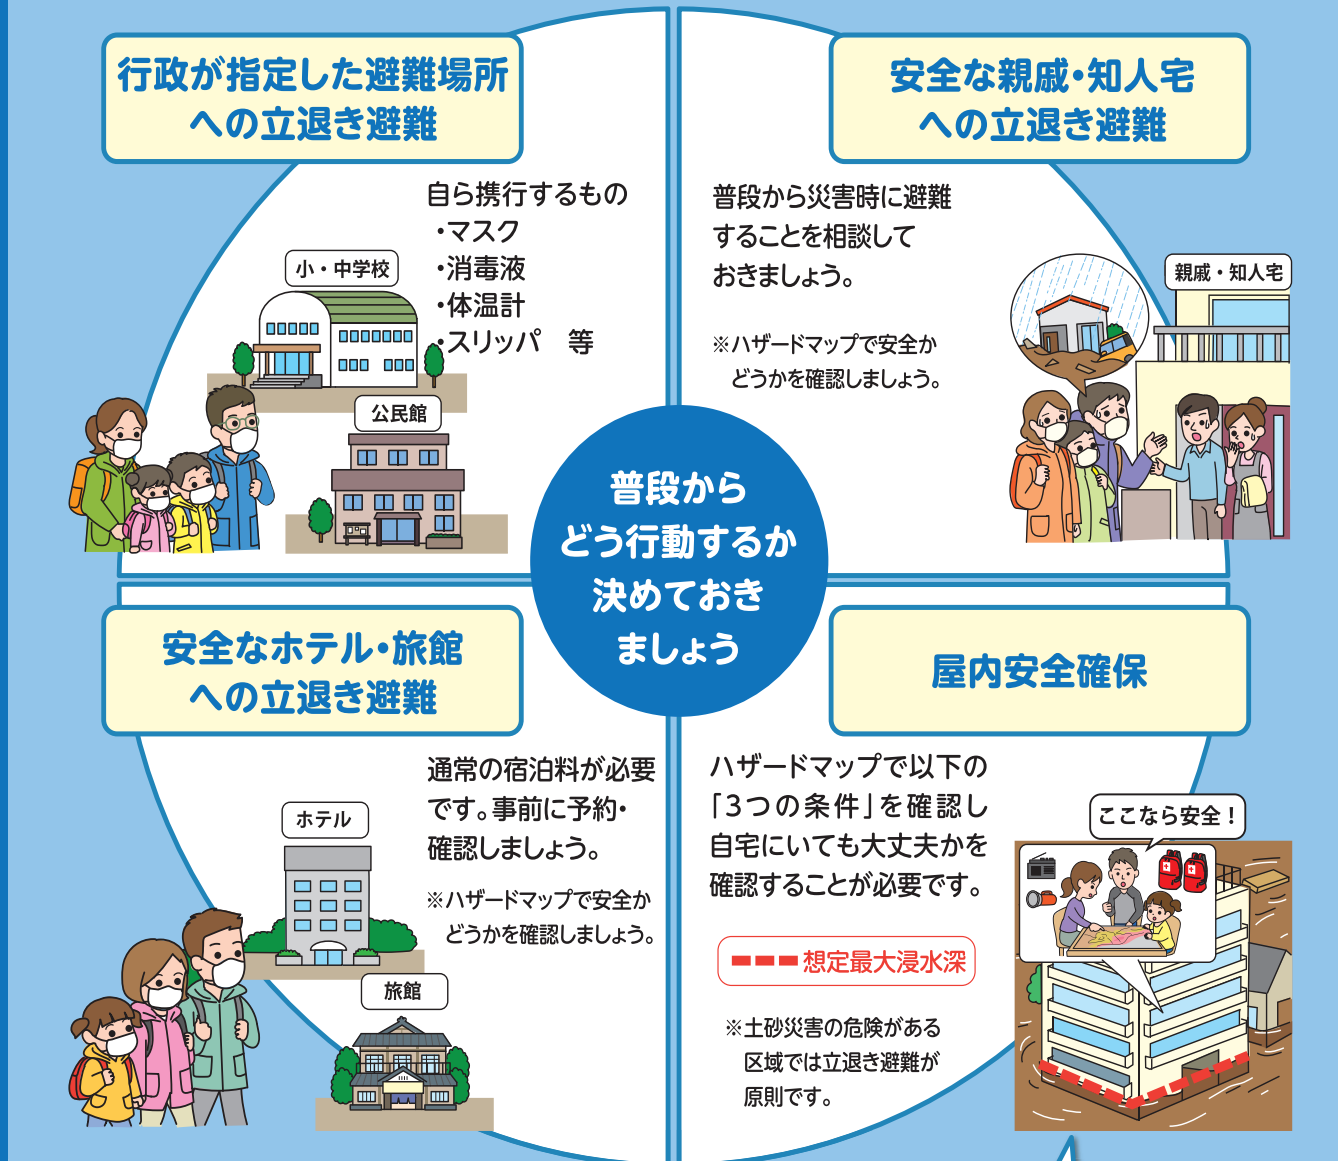 行政が指定した避難場所
への立退き避難
自ら携行するもの
・マスク
・消毒液
・体温計
・スリッパ　等
小・中学校
公民館
安全な親戚・知人宅
への立退き避難
普段から災害時に避難
することを相談して
おきましょう。
※ハザードマップで安全か
どうかを確認しましょう。
親戚・知人宅
普段から
どう行動するか
決めておき
ましょう
安全なホテル・旅館
への立退き避難
通常の宿泊料が必要
です。事前に予約・
確認しましょう。
※ハザードマップで安全か
どうかを確認しましょう。
ホテル
旅館
屋内安全確保
ハザードマップで以下の
「3つの条件」を確認し
自宅にいても大丈夫かを
確認することが必要です。
想定最大浸水深
※土砂災害の危険がある
区域では立退き避難が
原則です。
ここなら安全！